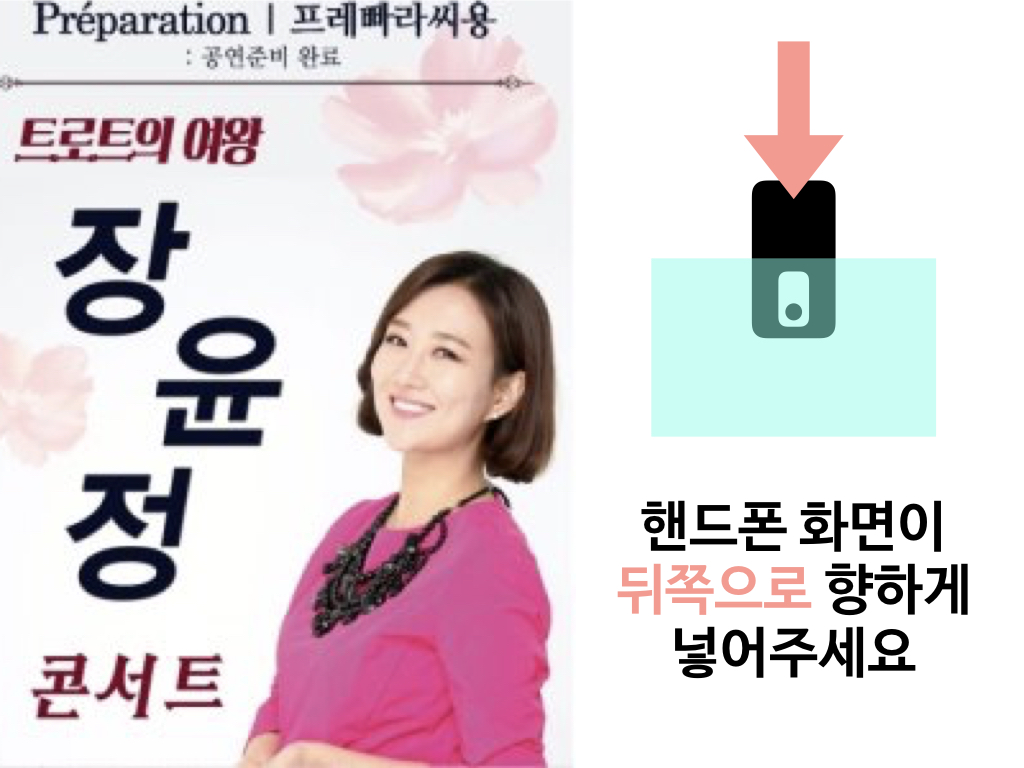 Préparation | 프레빠라씨용
: 공연준비 완료
트로트의 여왕
장
윤
정
콘서트
핸드폰 화면이
뒤쪽으로 향하게
넣어주세요